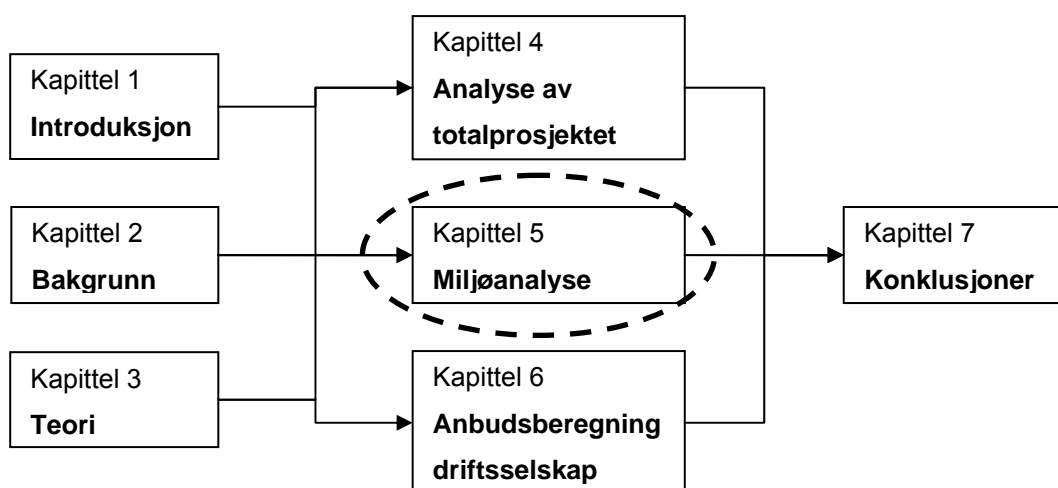 Kapittel 1
Introduksjon
Kapittel 2
Bakgrunn
Kapittel 3
Teori
Kapittel 4
Analyse av
totalprosjektet
Kapittel 5
Miljøanalyse
Kapittel 6
Anbudsberegning
driftsselskap
Kapittel 7
Konklusjoner